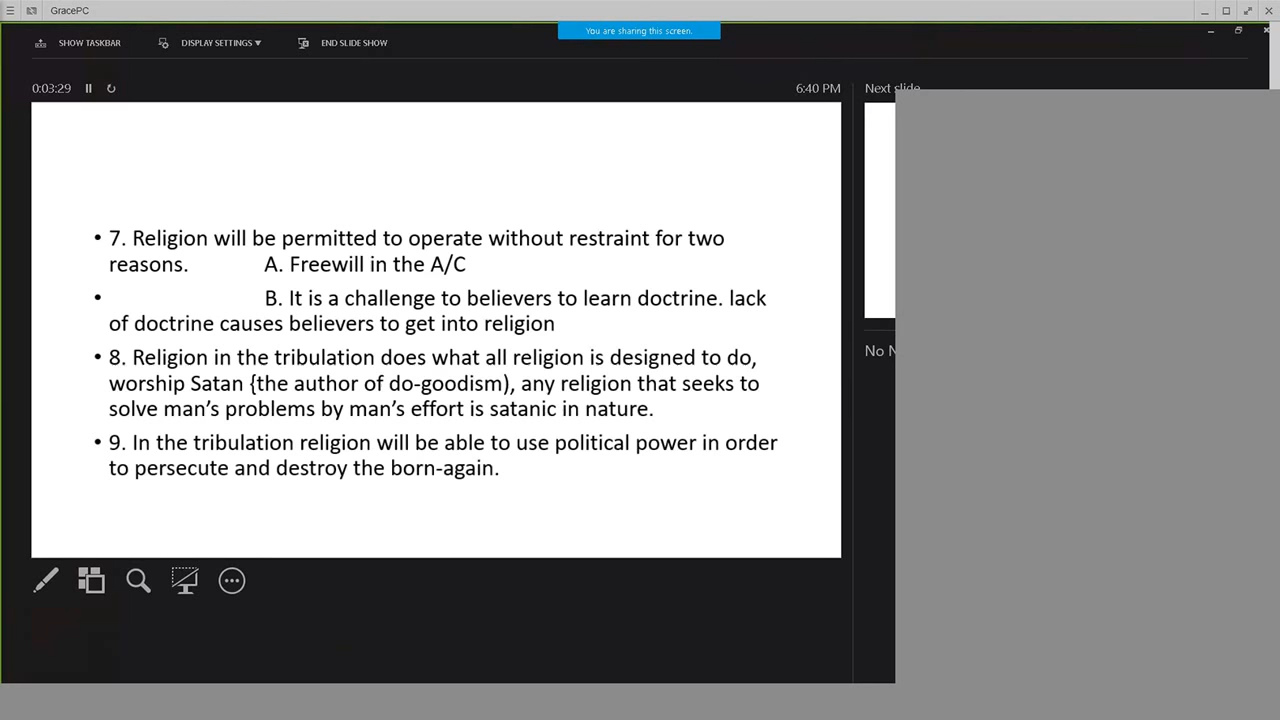 GracePC
You are sharing this screen.
SHOW TASKBAR DISPLAY SETTINGS ▼ END SLIDE SHOW
0:03:29 6:40 PM Next slide
• 7. Religion will be permitted to operate without restraint for two
reasons. A. Freewill in the A/C
• B. It is a challenge to believers to learn doctrine. lack
of doctrine causes believers to get into religion
• 8. Religion in the tribulation does what all religion is designed to do,
worship Satan {the author of do-goodism), any religion that seeks to
solve man's problems by man's effort is satanic in nature.
• 9. In the tribulation religion will be able to use political power in order
to persecute and destroy the born-again.
No N